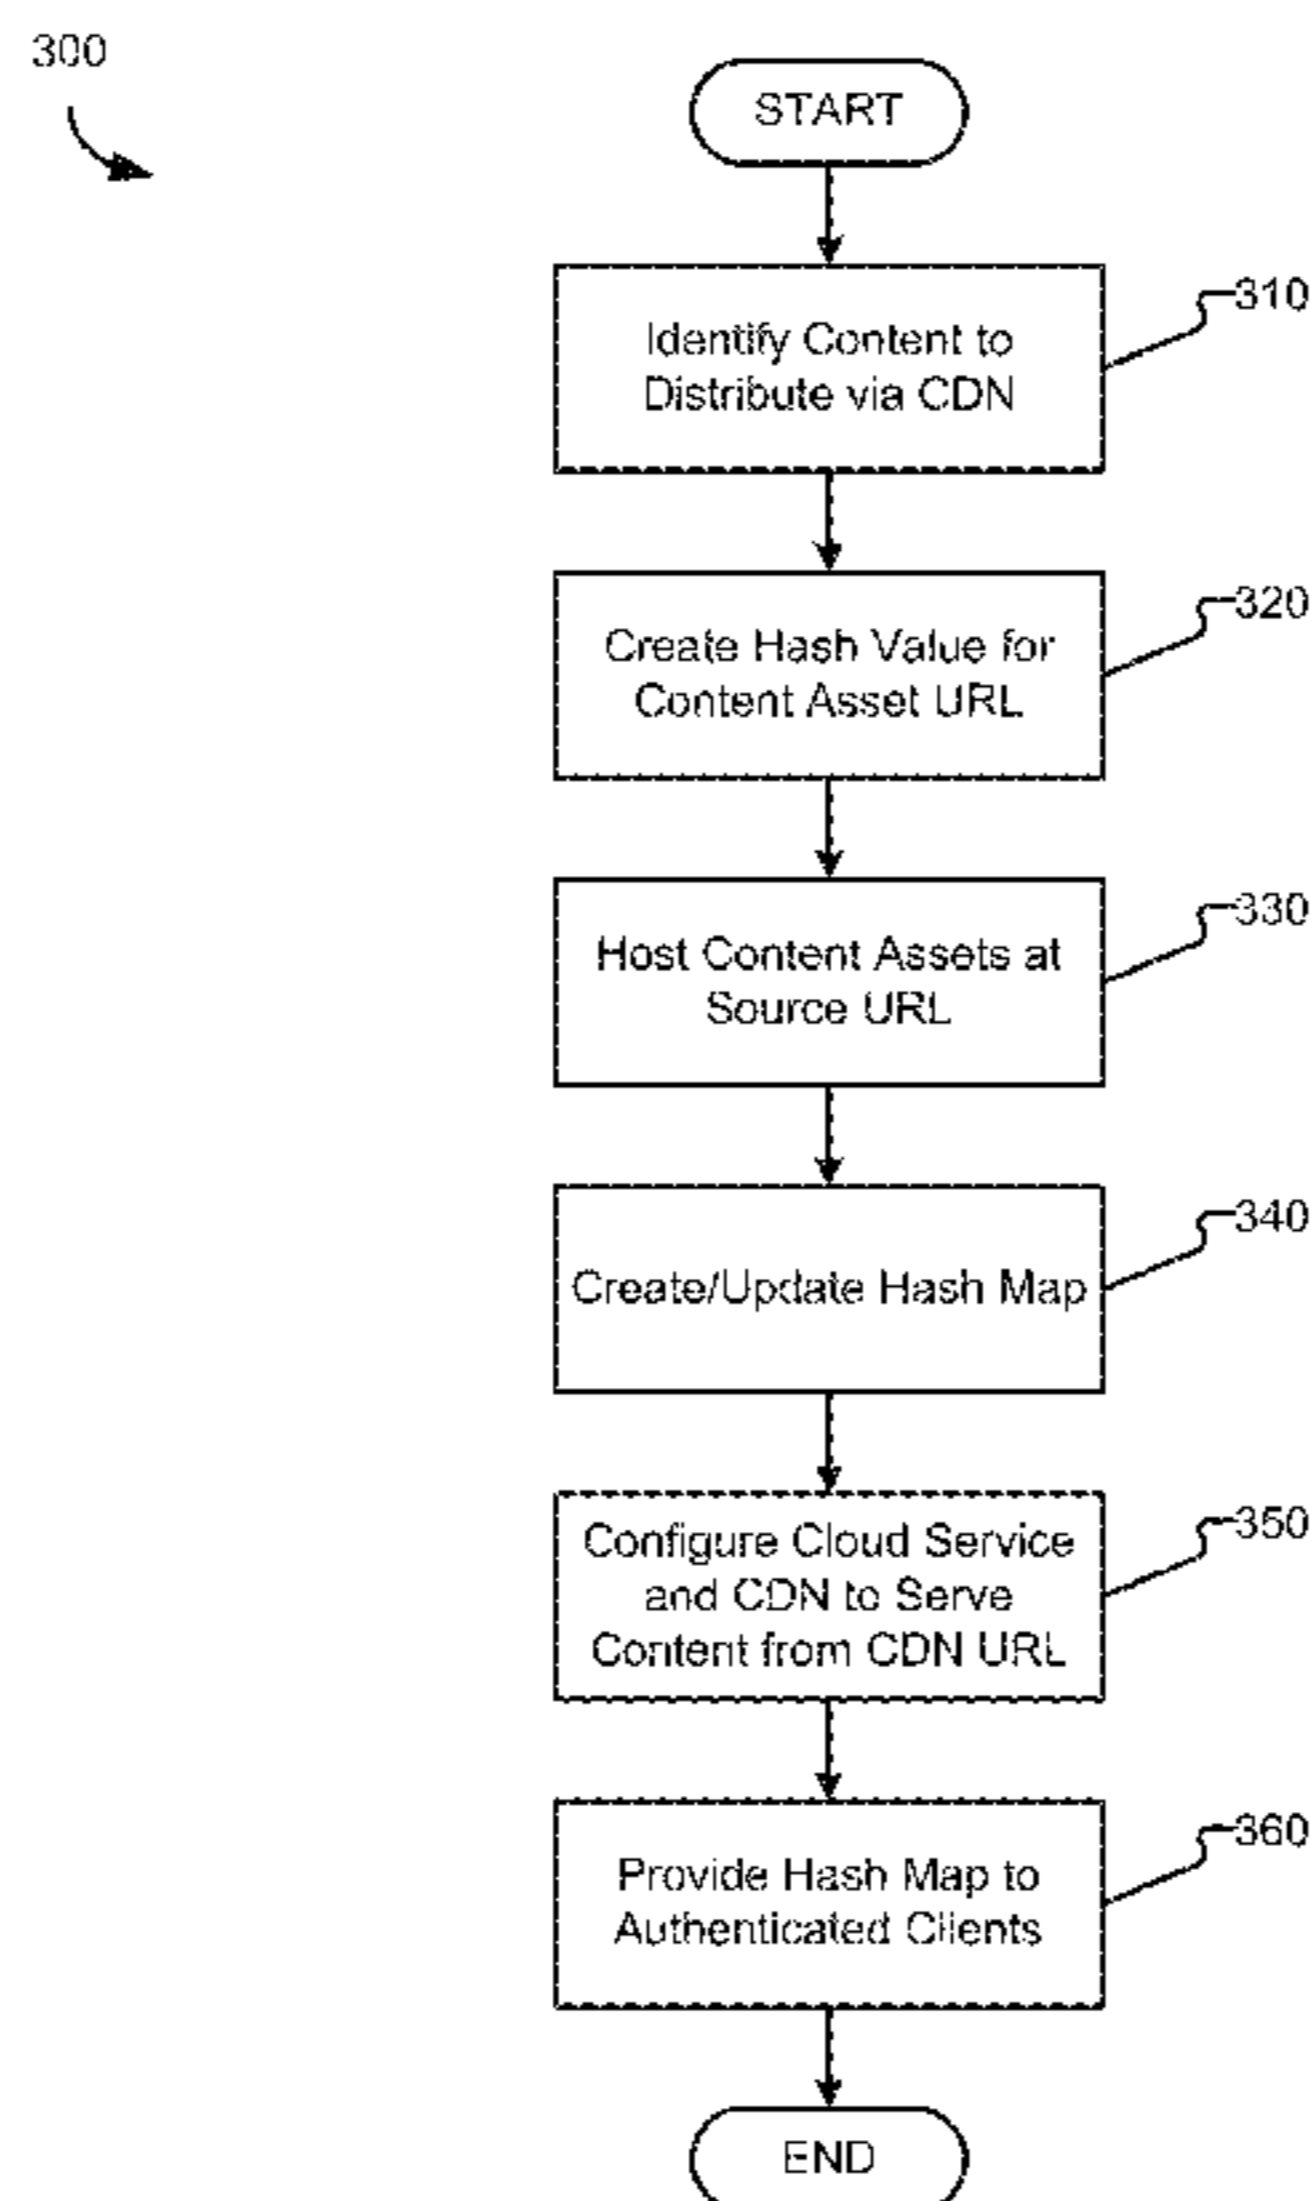 300
START
310
Identify Content to
Distribute via CDN
320
Create Hash Value for
Content Asset URL
330
Host Content Assets at
Source URL
340
Create/Update Hash Map
350
Configure Cloud Service
and CDN to Serve
Content from CDN URL
360
Provide Hash Map to
Authenticated Clients
END